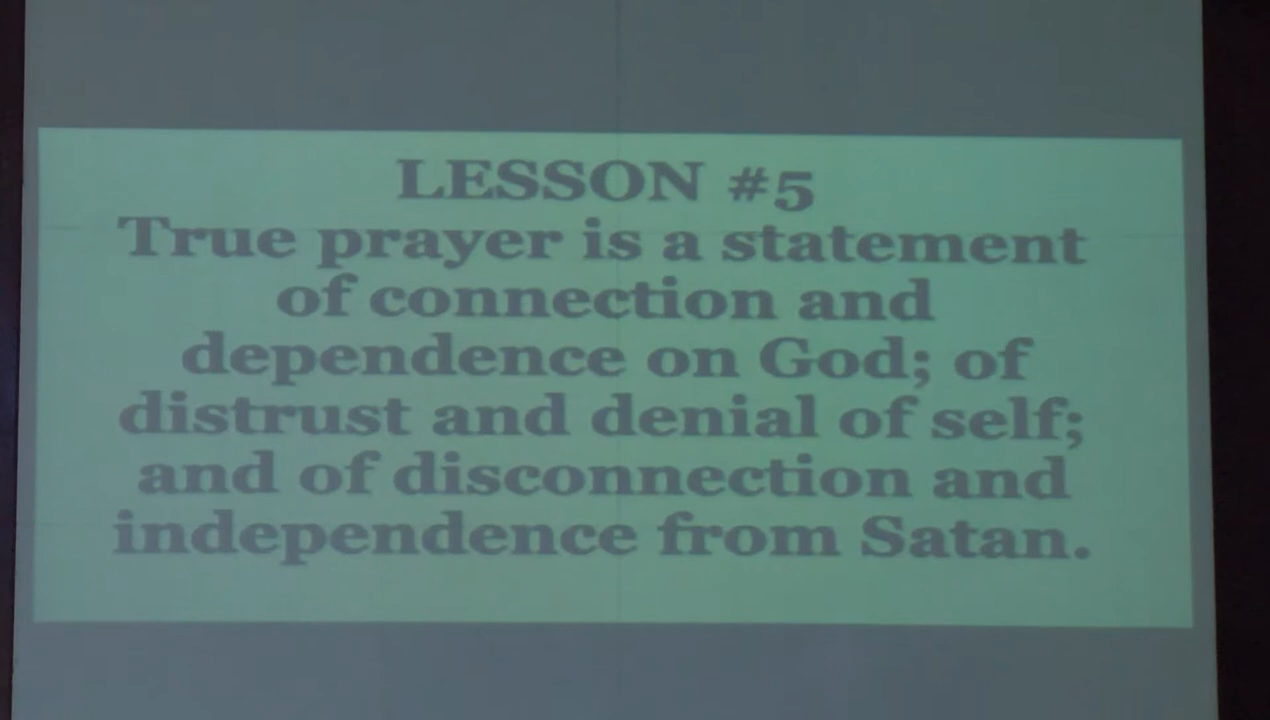 LESSON #5
True prayer is a statement
of connection and
dependence on God; of
distrust and denial of self;
and of disconnection and
independence from Satan.